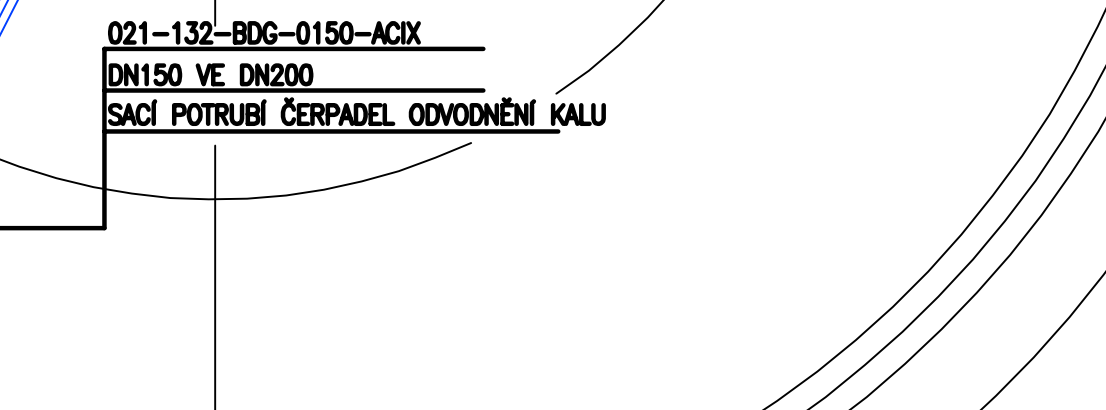 021-132-BDG-0150-ACIX
DN150 VE DN200
SACÍ POTRUBÍ ČERPADEL ODVODNĚNÍ KALU